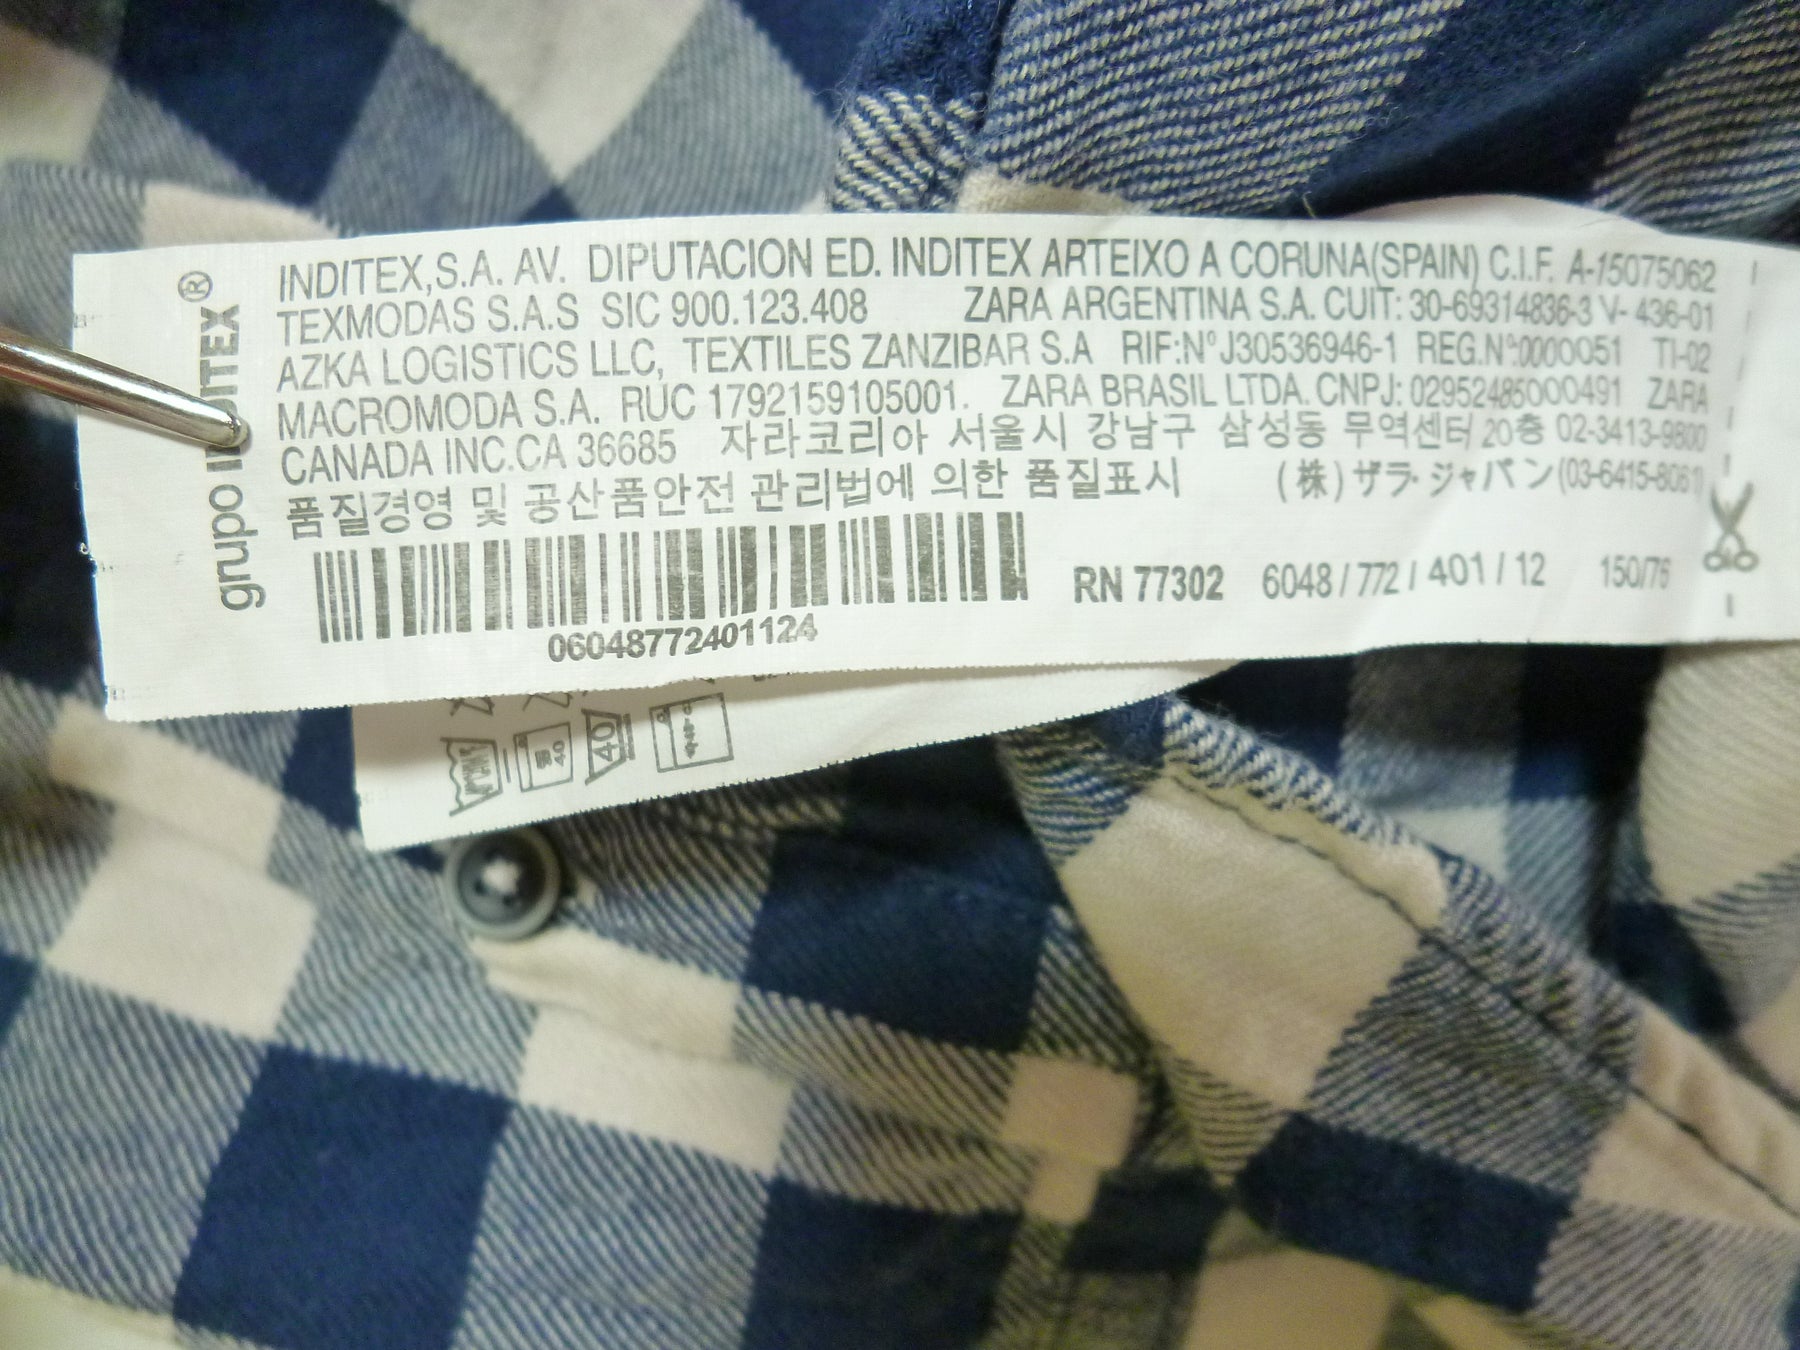 grupo INDITEX®
INDITEX,S.A. AV. DIPUTACION ED. INDITEX ARTEIXO A CORUNA(SPAIN) C.I.F. A-15075062
TEXMODAS S.A.S SIC 900.123.408 ZARA ARGENTINA S.A. CUIT: 30-69314836-3 V- 436-01
AZKA LOGISTICS LLC, TEXTILES ZANZIBAR S.A RIF:Nº J30536946-1 REG.Nº:0000051 TI-02
MACROMODA S.A. RUC 1792159105001. ZARA BRASIL LTDA. CNPJ: 02952485000491 ZARA
CANADA INC.CA 36685 자라코리아 서울시 강남구 삼성동 무역센터 20층 02-3413-9800
품질경영 및 공산품안전 관리법에 의한 품질표시 (株)ザラ・ジャパン(03-6415-8061)
RN 77302 6048 / 772 / 401 / 12 150/76
06048772401124
40 40